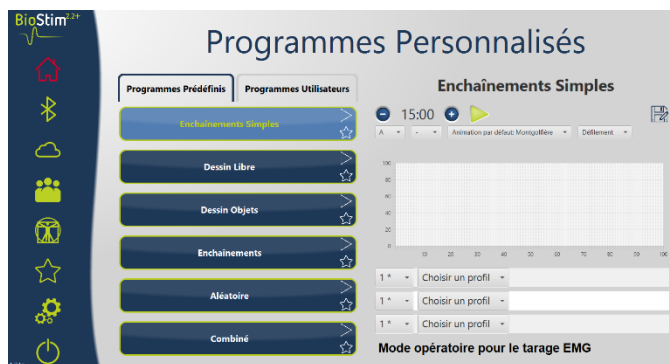 BioStim 2.2+
Programmes Personnalisés
Programmes Prédéfinis
Programmes Utilisateurs
Enchaînements Simples
Dessin Libre
Dessin Objets
Enchaînements
Aléatoire
Combiné
Enchaînements Simples
15:00
A - Animation par défaut: Montgolfière Défilement
100
80
60
40
20
0
10 20 30 40 50 60 70 80 90 100
1 * Choisir un profil
1 * Choisir un profil
1 * Choisir un profil
Mode opératoire pour le tarage EMG